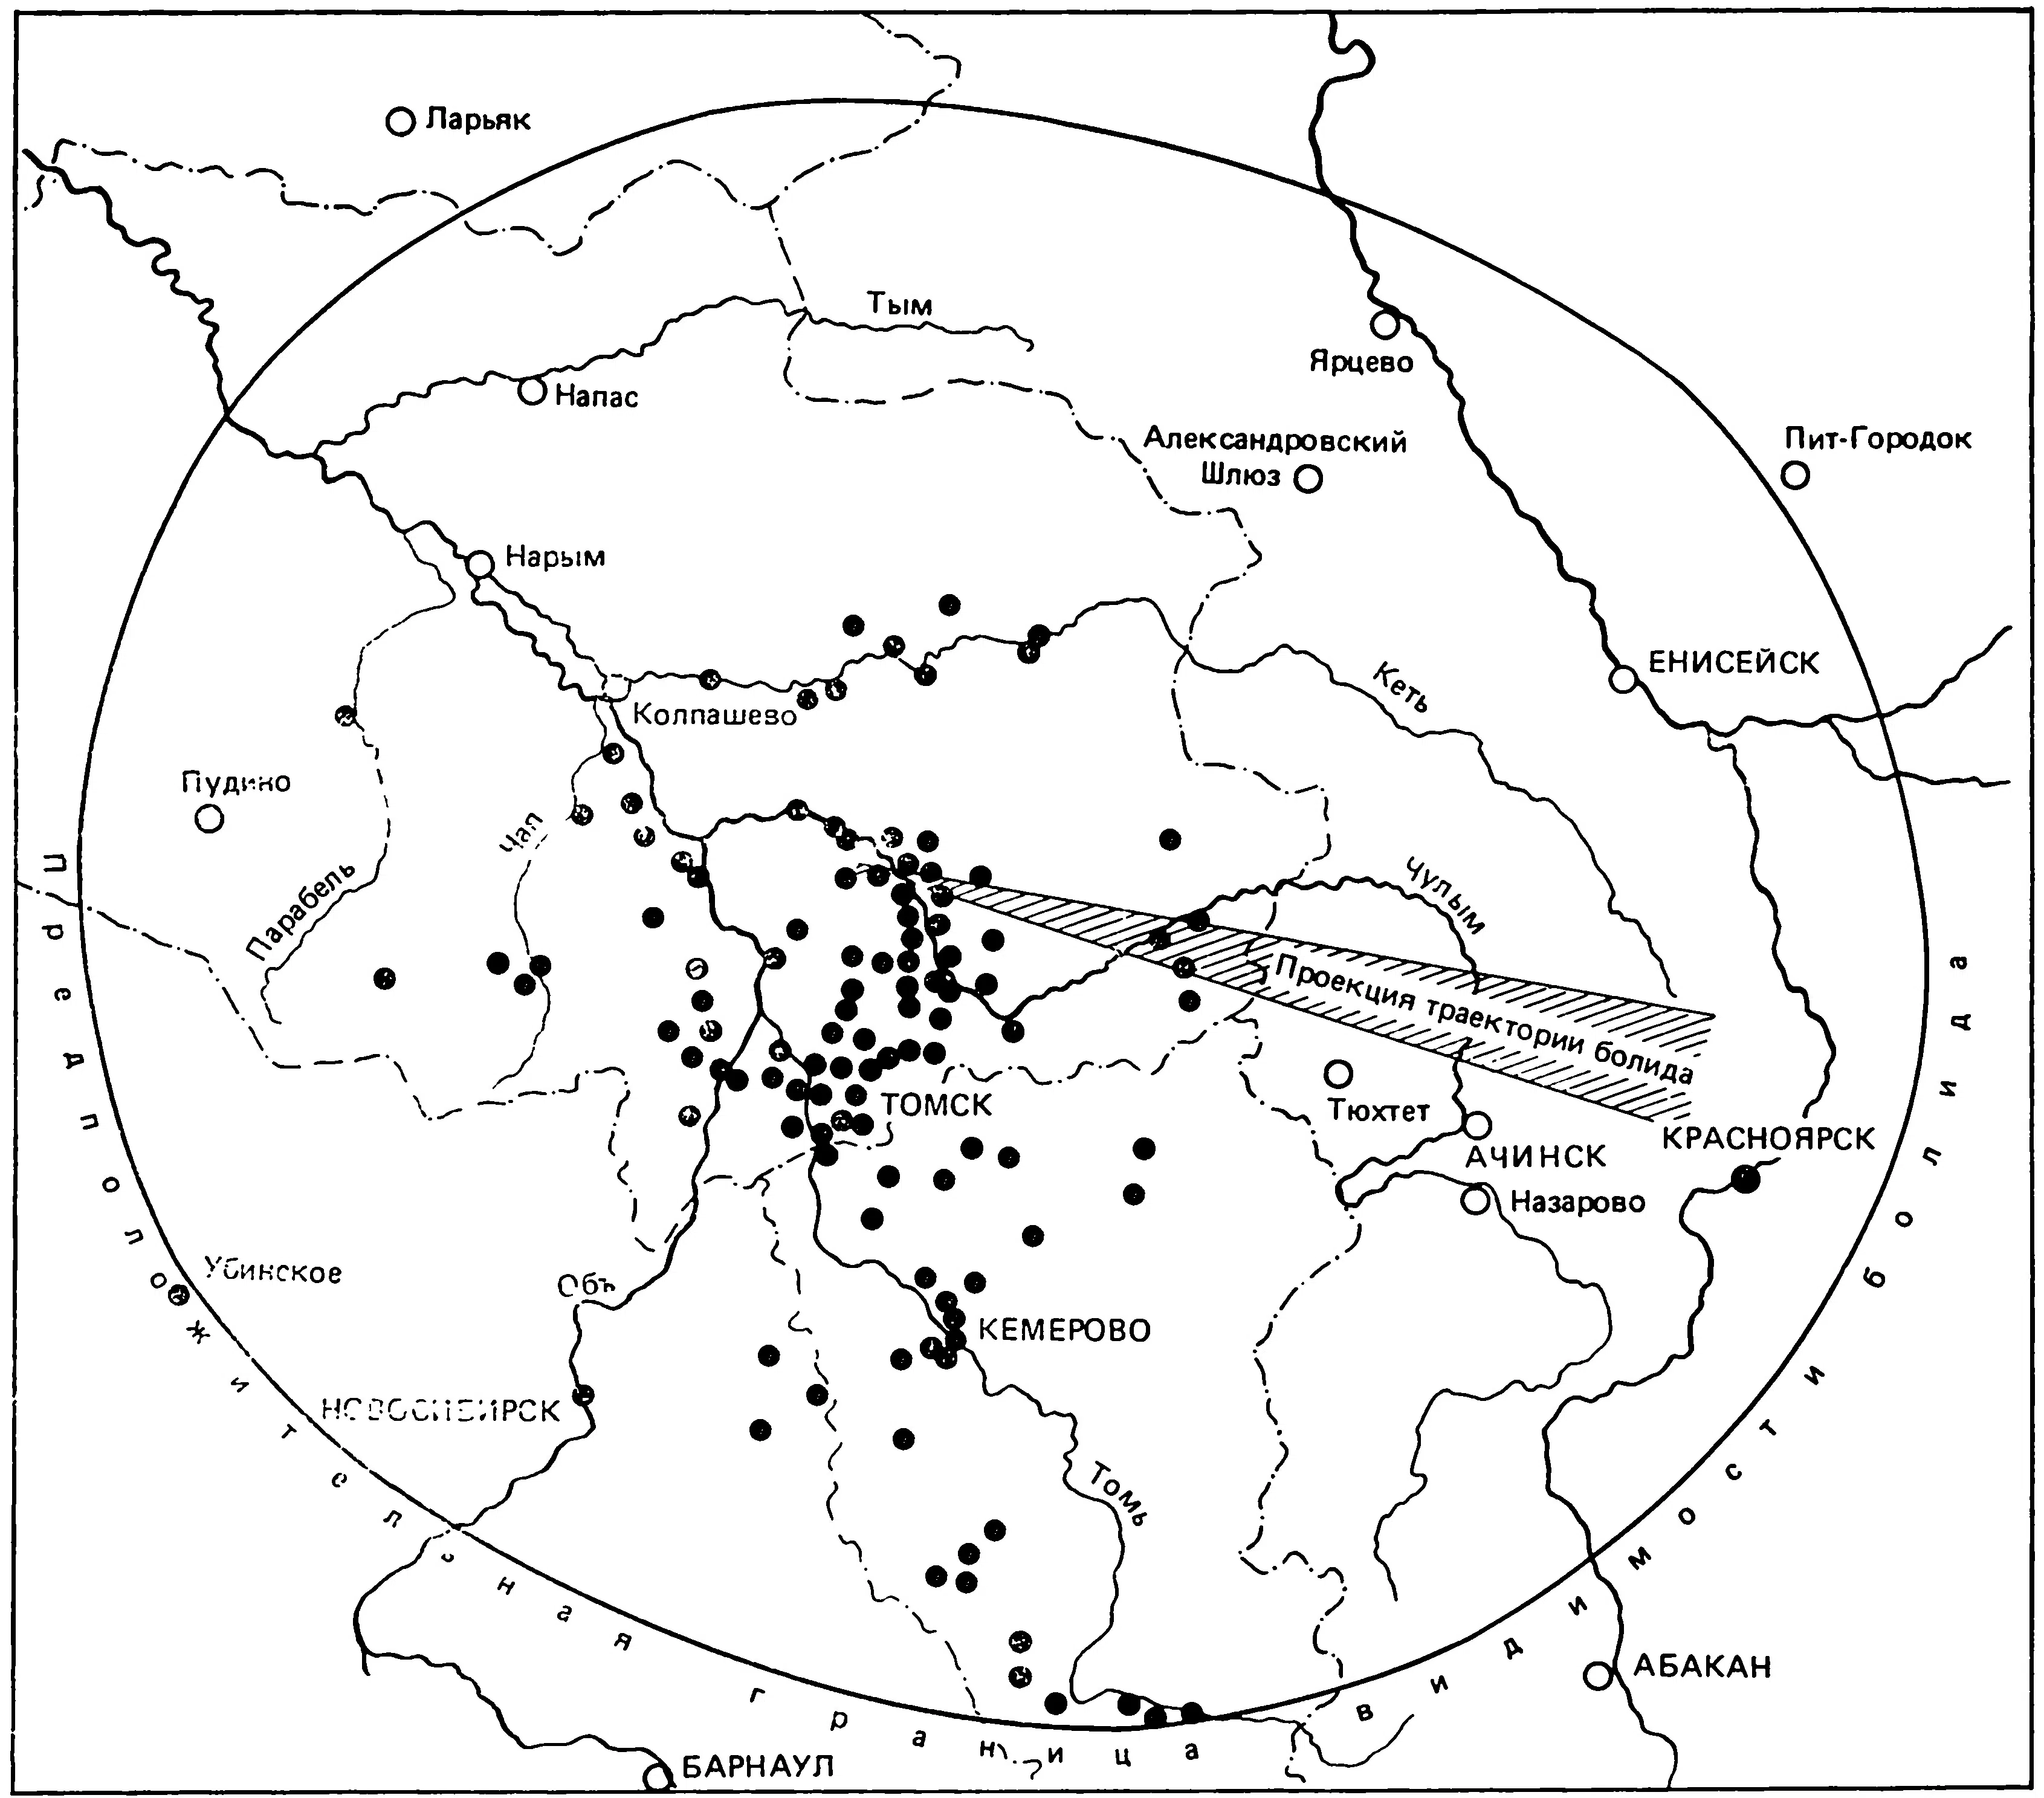 Ларьяк
Тым
Ярцево
Напас
Александровский
Шлюз
Пит-Городок
Нарым
ЕНИСЕЙСК
Кеть
Колпашево
Пудино
Чая
Парабель
Чулым
Проекция траектории болида
ТОМСК
Тюхтет
АЧИНСК
КРАСНОЯРСК
Назарово
Убинское
Обь
КЕМЕРОВО
НОВОСИБИРСК
Томь
АБАКАН
БАРНАУЛ
Предположительная граница видимости болида